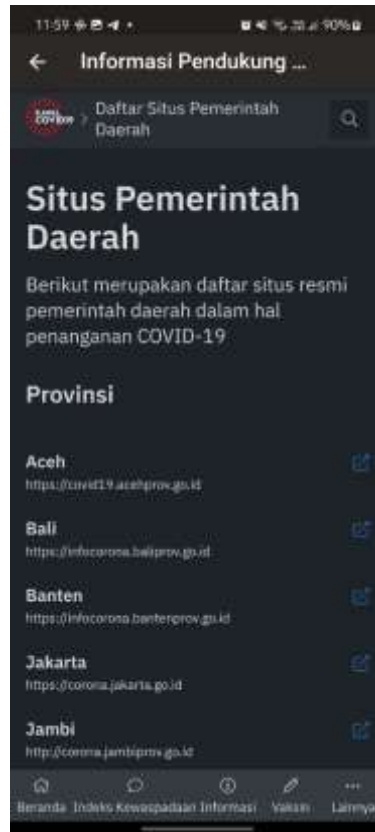 11:59
90%
Informasi Pendukung ...
Daftar Situs Pemerintah
Daerah
Situs Pemerintah
Daerah
Berikut merupakan daftar situs resmi
pemerintah daerah dalam hal
penanganan COVID-19
Provinsi
Aceh
https://covid19.acehprov.go.id
Bali
https://infocorona.baliprov.go.id
Banten
https://infocorona.bantenprov.go.id
Jakarta
https://corona.jakarta.go.id
Jambi
http://corona.jambiprov.go.id
Beranda Indeks Kewaspadaan Informasi Vaksin Lainnya